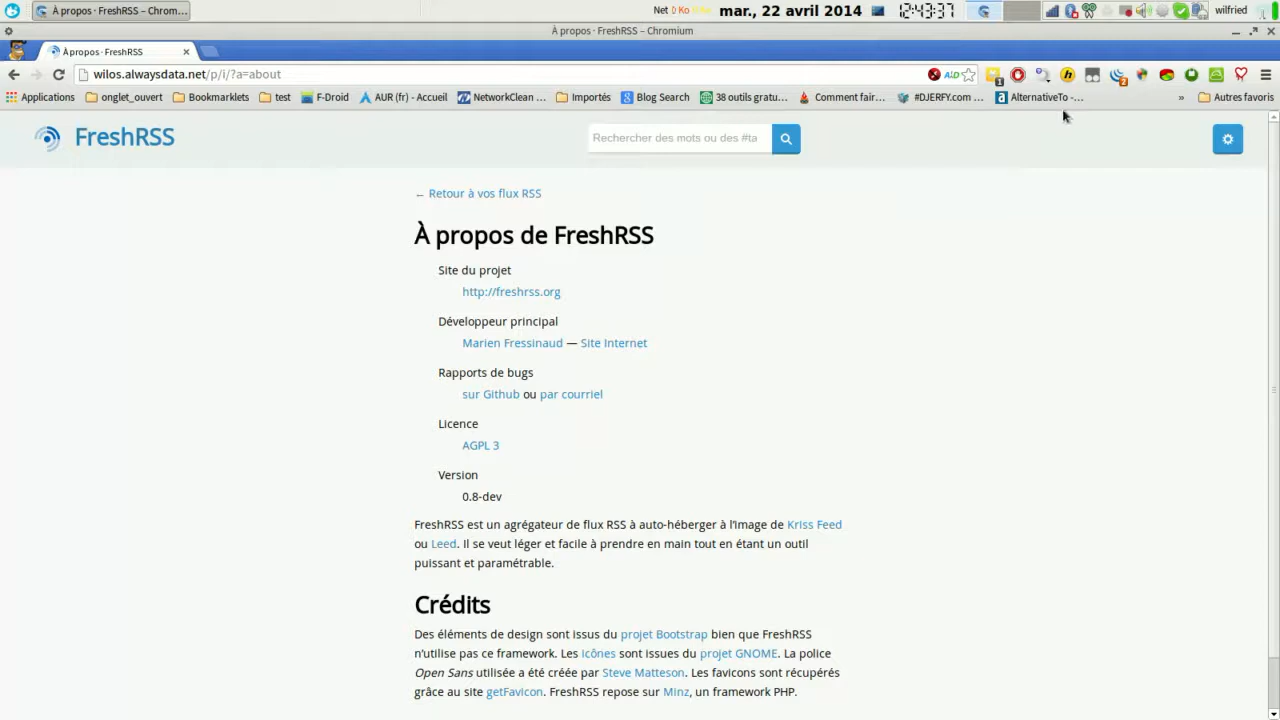 À propos · FreshRSS – Chrom...
Net 0 Ko
mar., 22 avril 2014
12:43:37
wilfried
À propos · FreshRSS – Chromium
À propos · FreshRSS
wilos.alwaysdata.net/p/i/?a=about
Applications onglet_ouvert Bookmarklets test F-Droid AUR (fr) - Accueil NetworkClean ... Importés Blog Search 38 outils gratu... Comment fair... #DJERFY.com ... AlternativeTo -... » Autres favoris
FreshRSS
Rechercher des mots ou des #ta
← Retour à vos flux RSS
À propos de FreshRSS
Site du projet
http://freshrss.org
Développeur principal
Marien Fressinaud — Site Internet
Rapports de bugs
sur Github ou par courriel
Licence
AGPL 3
Version
0.8-dev
FreshRSS est un agrégateur de flux RSS à auto-héberger à l'image de Kriss Feed
ou Leed. Il se veut léger et facile à prendre en main tout en étant un outil
puissant et paramétrable.
Crédits
Des éléments de design sont issus du projet Bootstrap bien que FreshRSS
n'utilise pas ce framework. Les icônes sont issues du projet GNOME. La police
Open Sans utilisée a été créée par Steve Matteson. Les favicons sont récupérés
grâce au site getFavicon. FreshRSS repose sur Minz, un framework PHP.